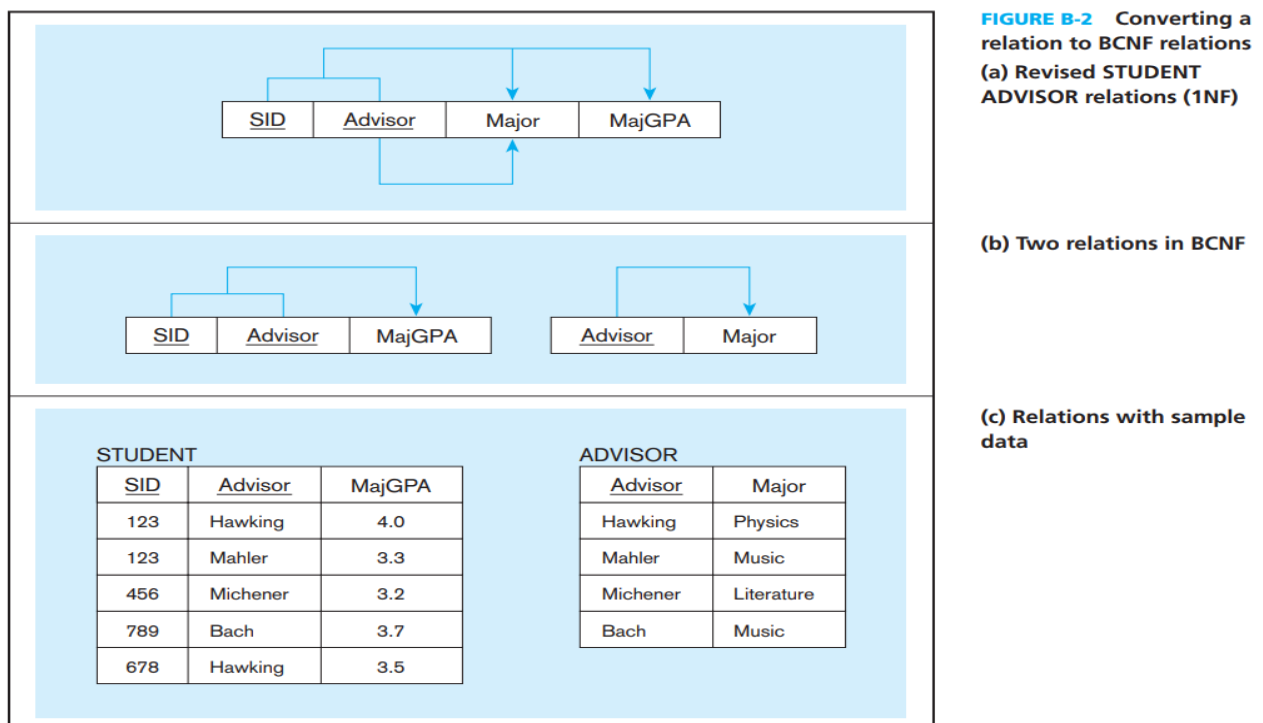 FIGURE B-2 Converting a
relation to BCNF relations
(a) Revised STUDENT
ADVISOR relations (1NF)
SID Advisor Major MajGPA
(b) Two relations in BCNF
SID Advisor MajGPA
Advisor Major
(c) Relations with sample
data
STUDENT
SID Advisor MajGPA
123 Hawking 4.0
123 Mahler 3.3
456 Michener 3.2
789 Bach 3.7
678 Hawking 3.5
ADVISOR
Advisor Major
Hawking Physics
Mahler Music
Michener Literature
Bach Music